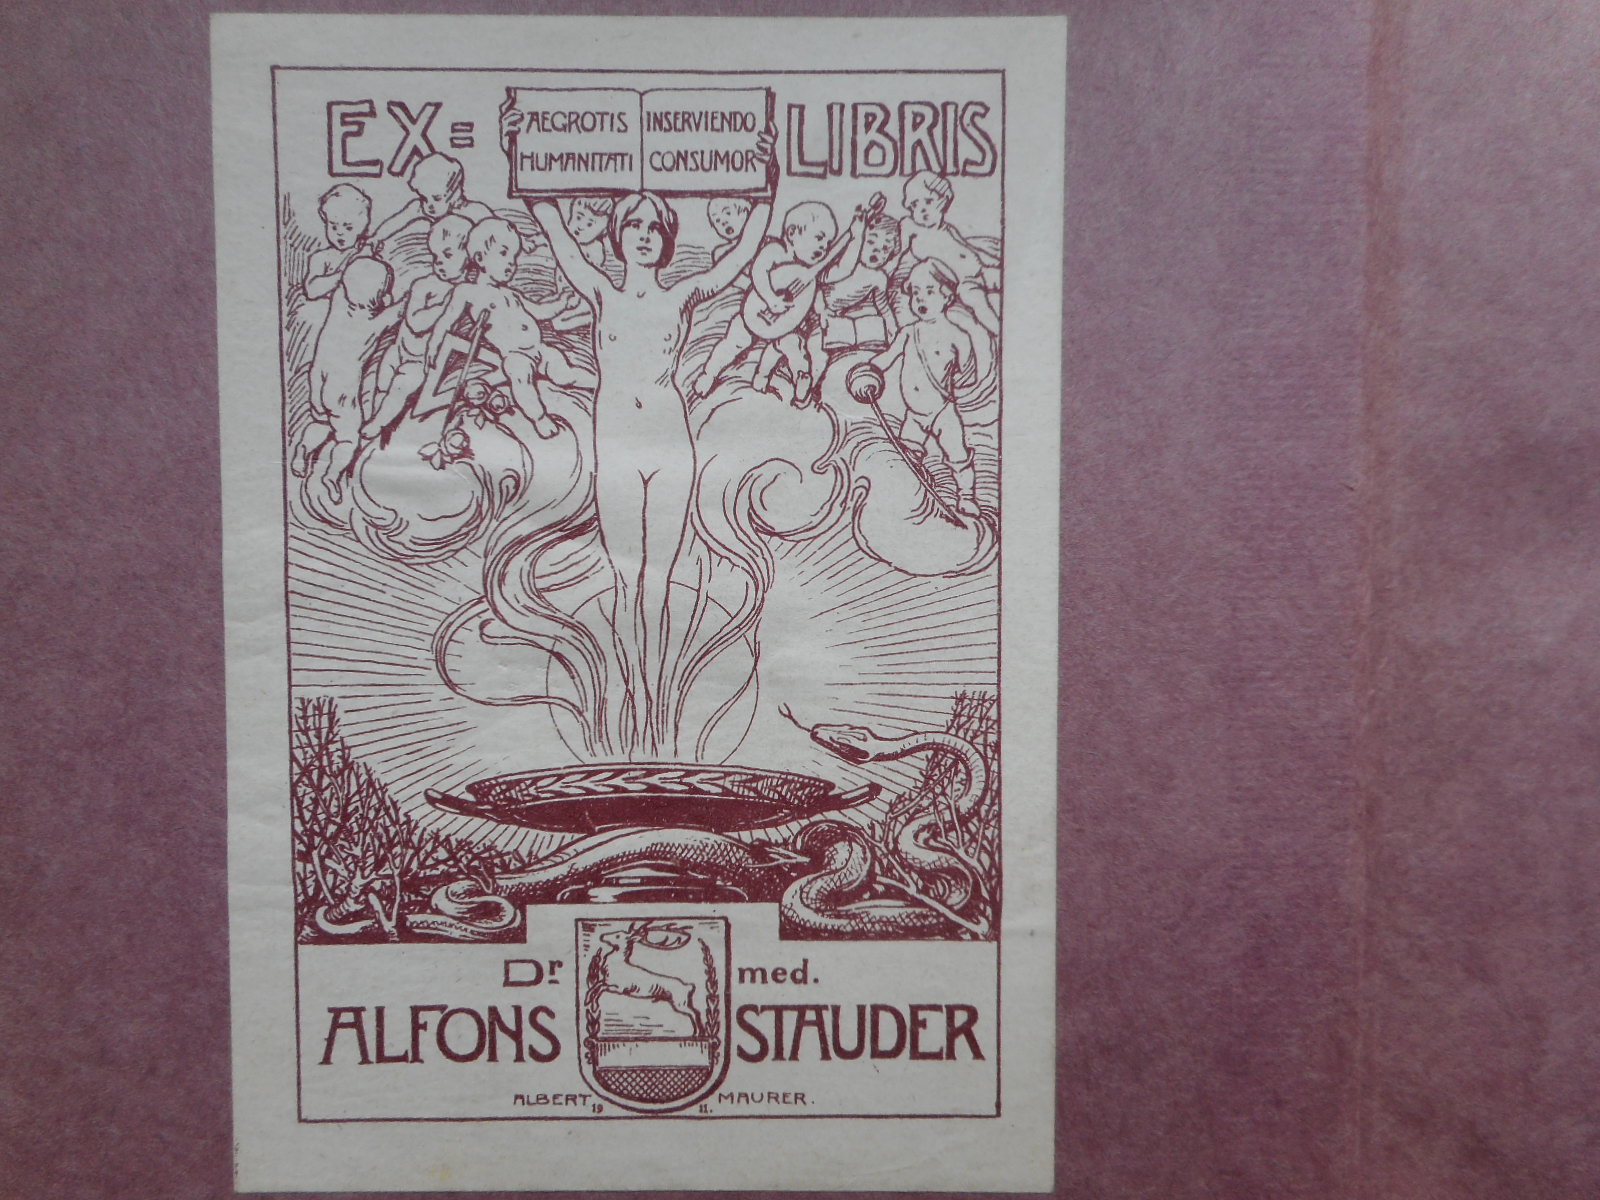 EX= LIBRIS
AEGROTIS INSERVIENDO
HUMANITATI CONSUMOR
Dr med.
ALFONS STAUDER
ALBERT MAURER.
19 11.